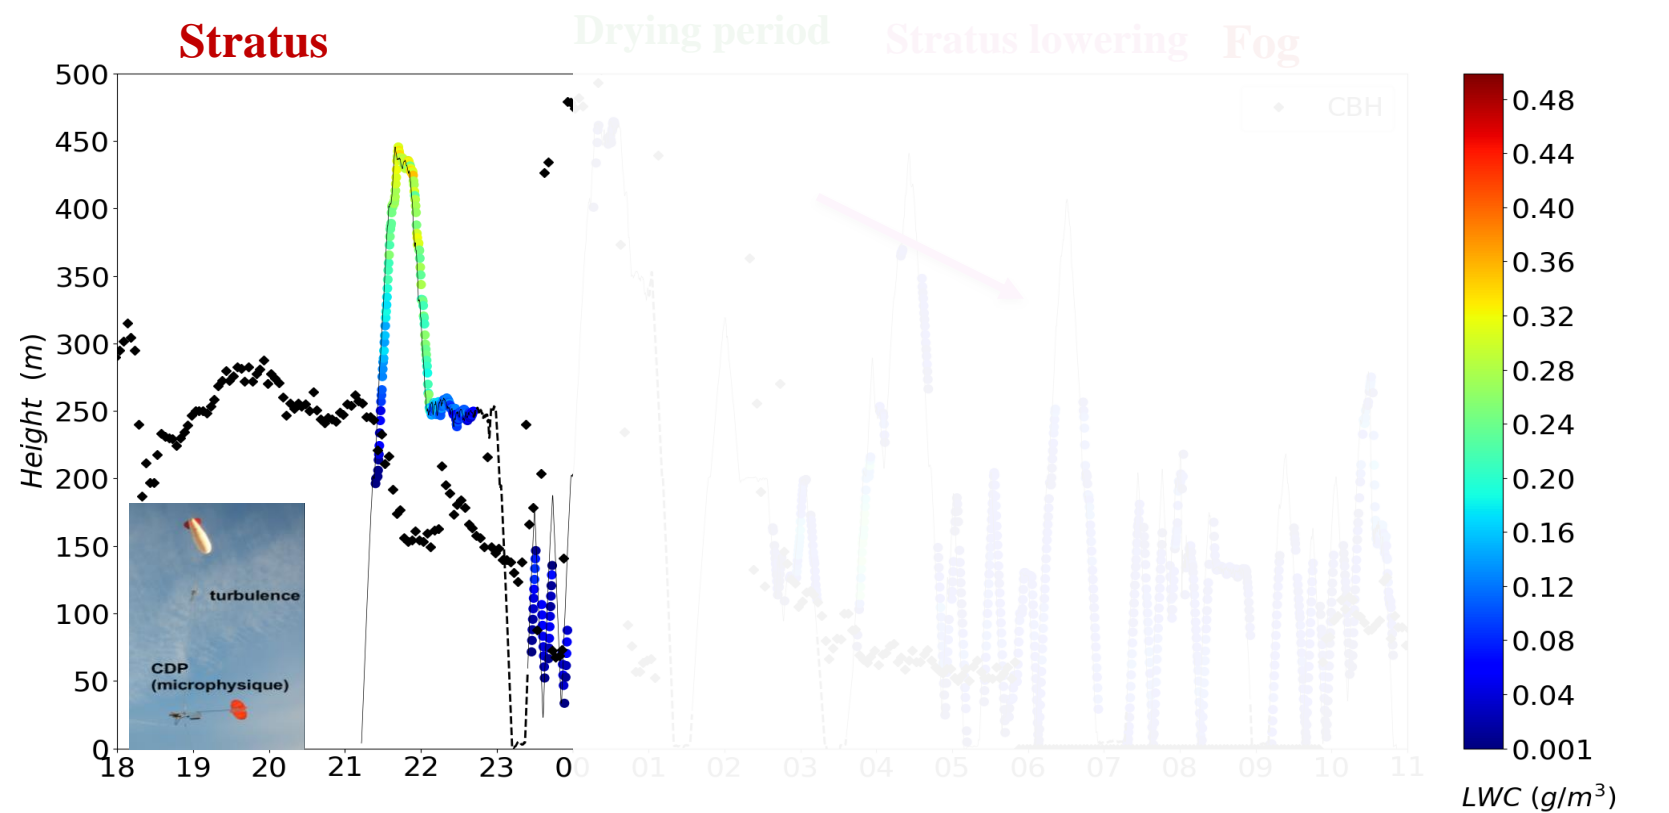 Stratus
Drying period
Stratus lowering
Fog
500
450
400
350
300
250
200
150
100
50
0
Height (m)
CBH
turbulence
CDP
(microphysique)
18 19 20 21 22 23 00 01 02 03 04 05 06 07 08 09 10 11
0.48
0.44
0.40
0.36
0.32
0.28
0.24
0.20
0.16
0.12
0.08
0.04
0.001
LWC (g/m³)